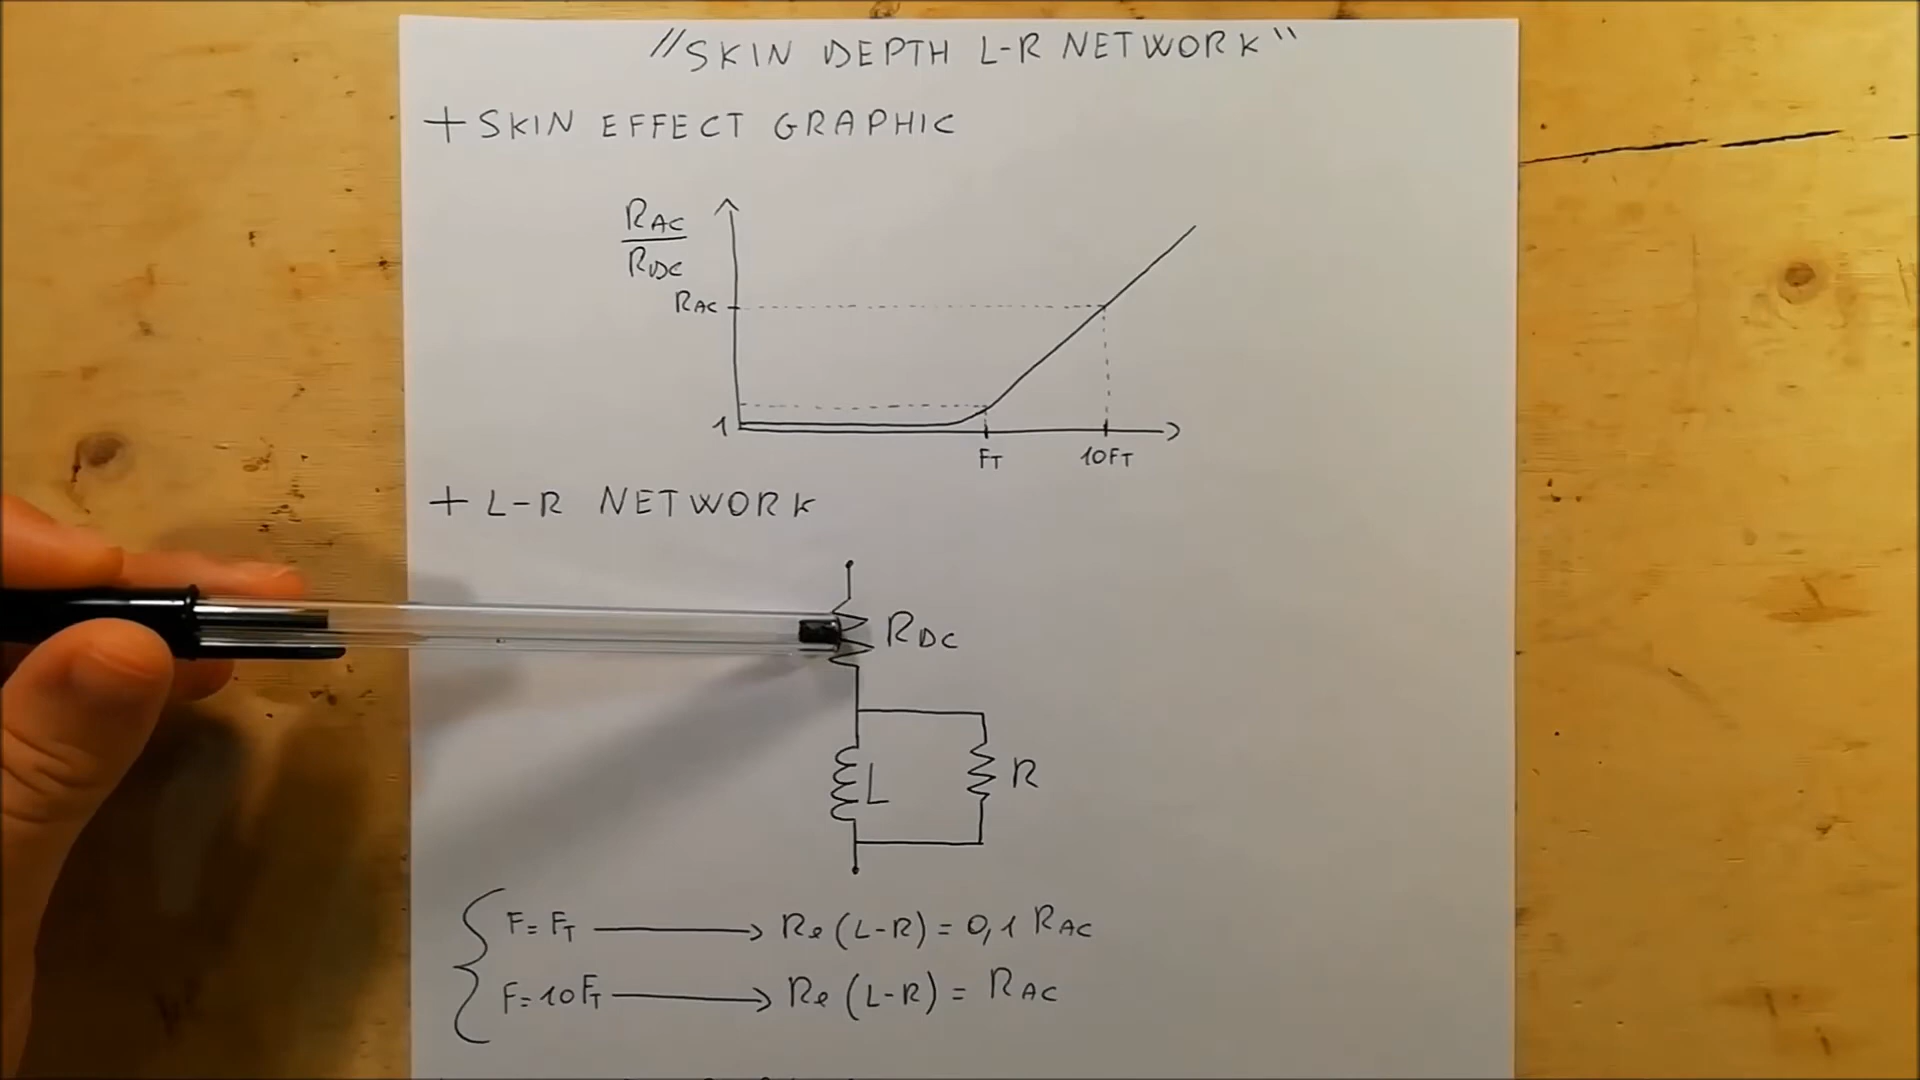 "SKIN DEPTH L-R NETWORK"
+ SKIN EFFECT GRAPHIC
RAC
RDC
RAC
1
FT
10FT
+ L-R NETWORK
RDC
L
R
F=FT → Re(L-R) = 0,1 RAC
F=10FT → Re(L-R) = RAC